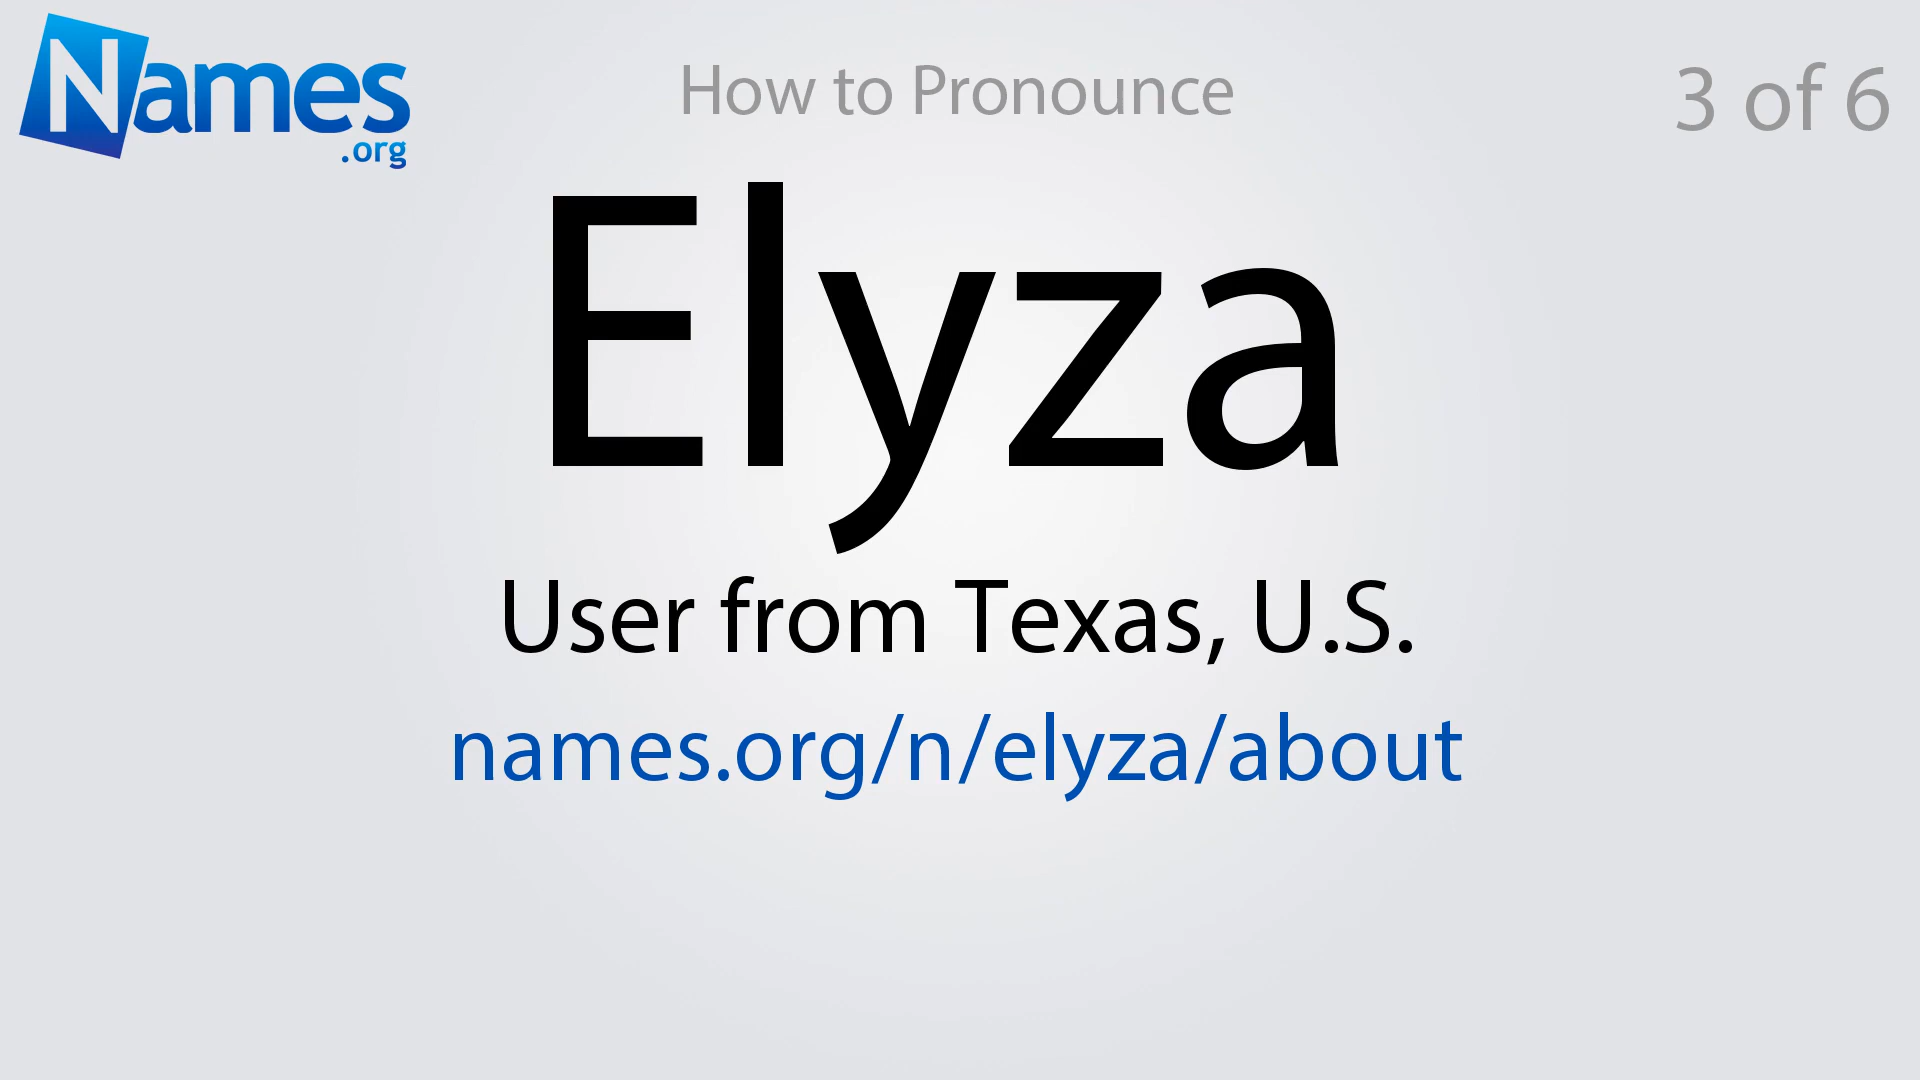 Names
.org
How to Pronounce
3 of 6
Elyza
User from Texas, U.S.
names.org/n/elyza/about